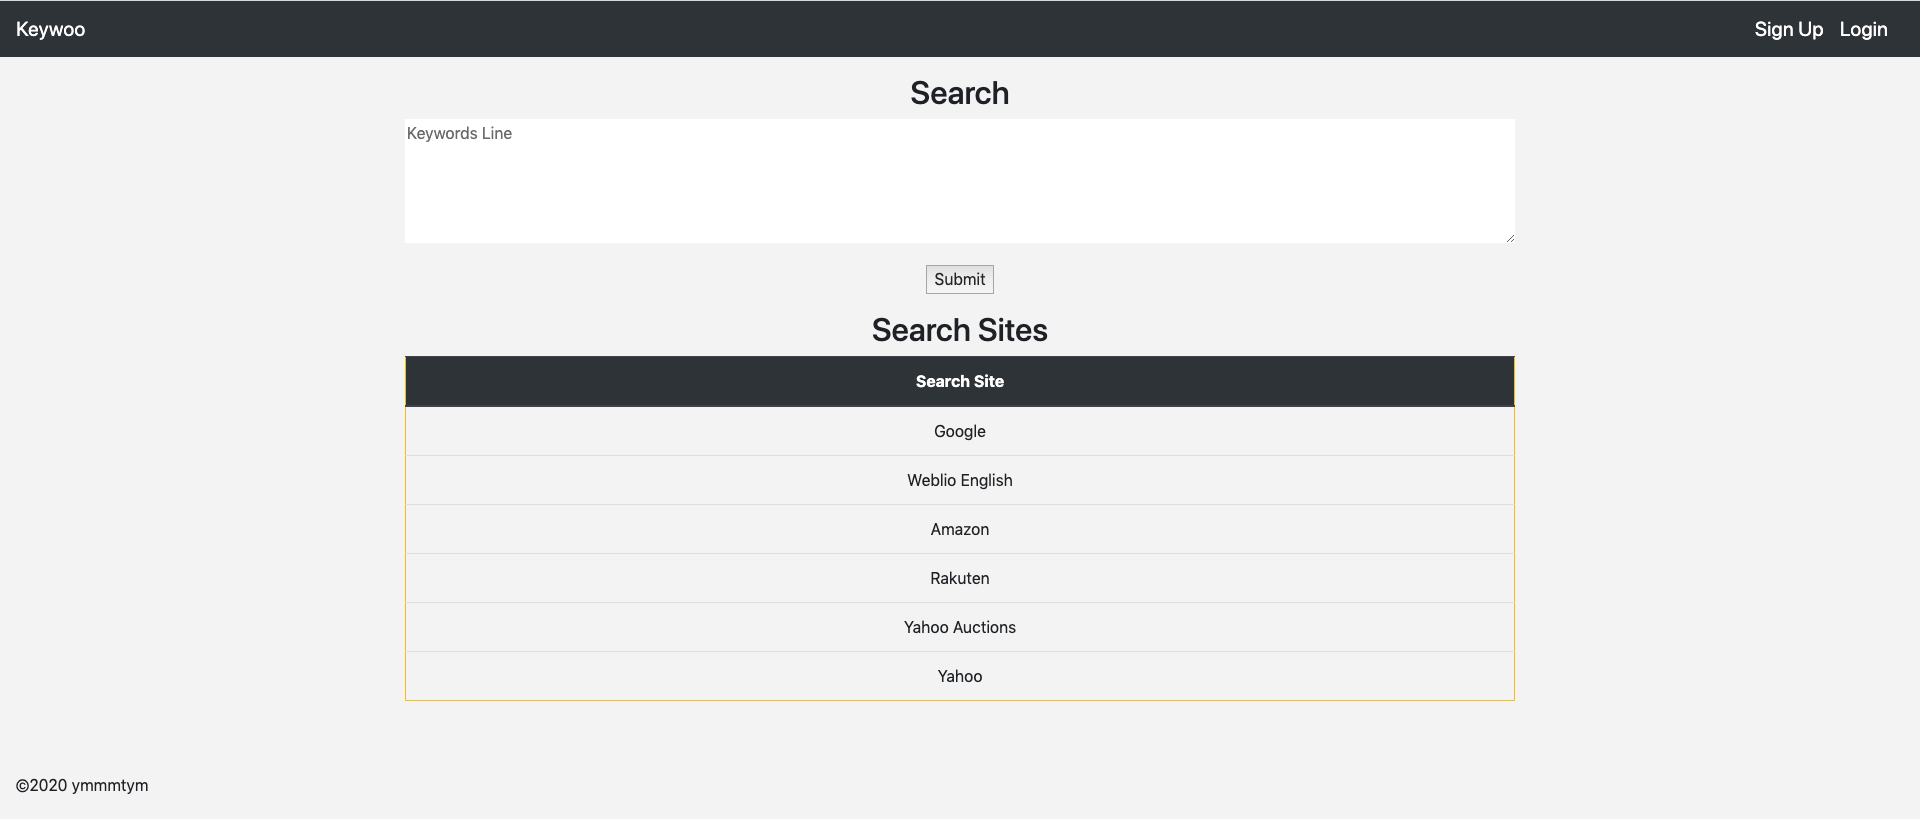 Keywoo
Sign Up Login
Search
Keywords Line
Submit
Search Sites
Search Site
Google
Weblio English
Amazon
Rakuten
Yahoo Auctions
Yahoo
©2020 ymmmtym